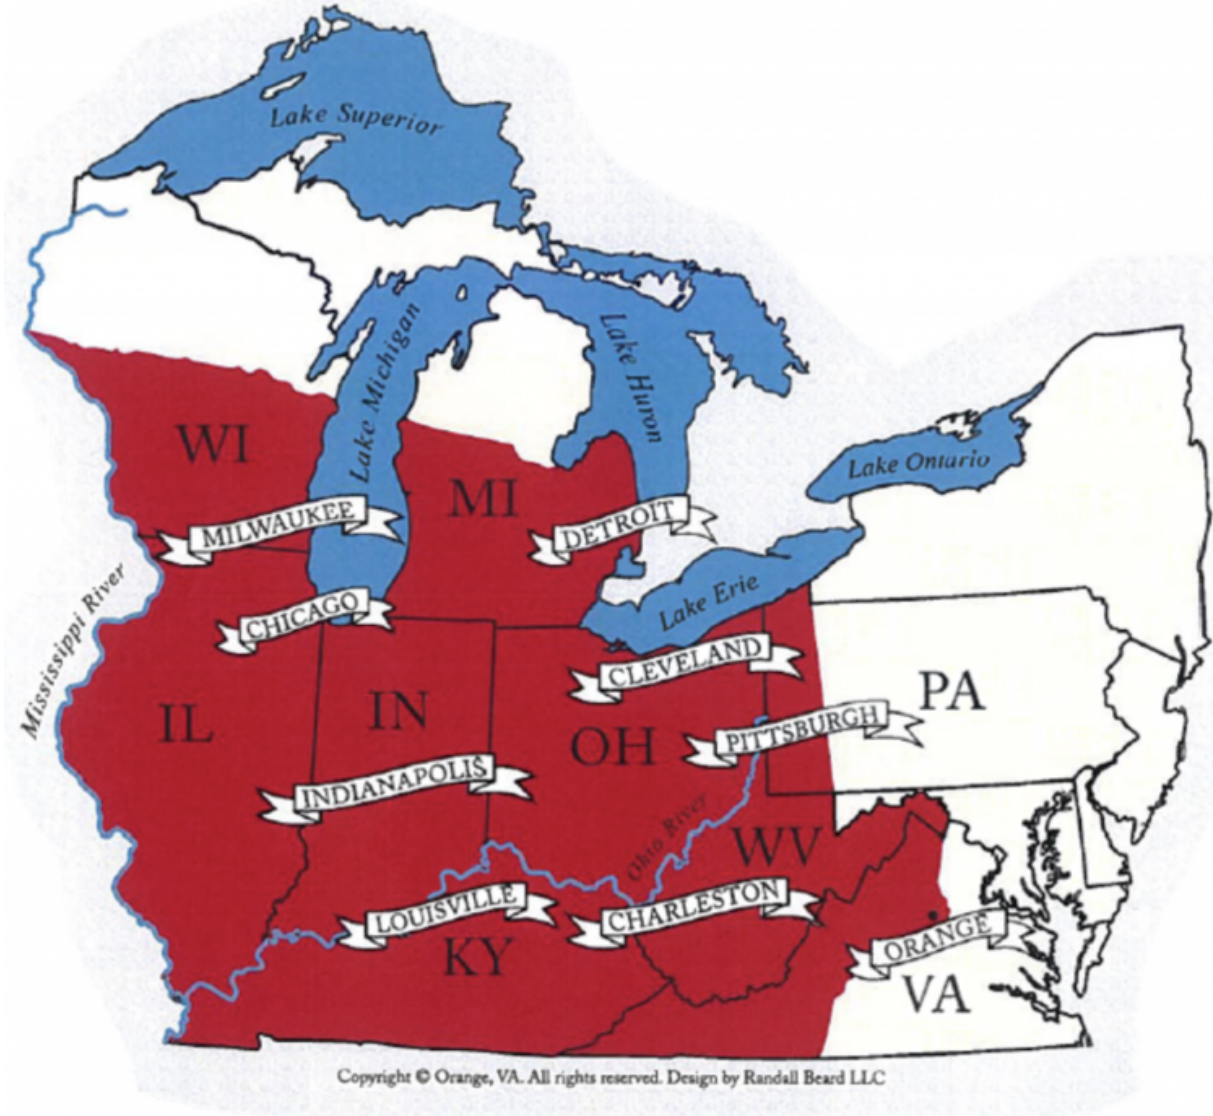 Lake Superior
Lake Michigan
Lake Huron
WI
Lake Ontario
MI
MILWAUKEE
DETROIT
Mississippi River
Lake Erie
CHICAGO
CLEVELAND
IL
IN
PA
OH
PITTSBURGH
INDIANAPOLIS
Ohio River
WV
LOUISVILLE
CHARLESTON
ORANGE
KY
VA
Copyright © Orange, VA. All rights reserved. Design by Randall Beard LLC